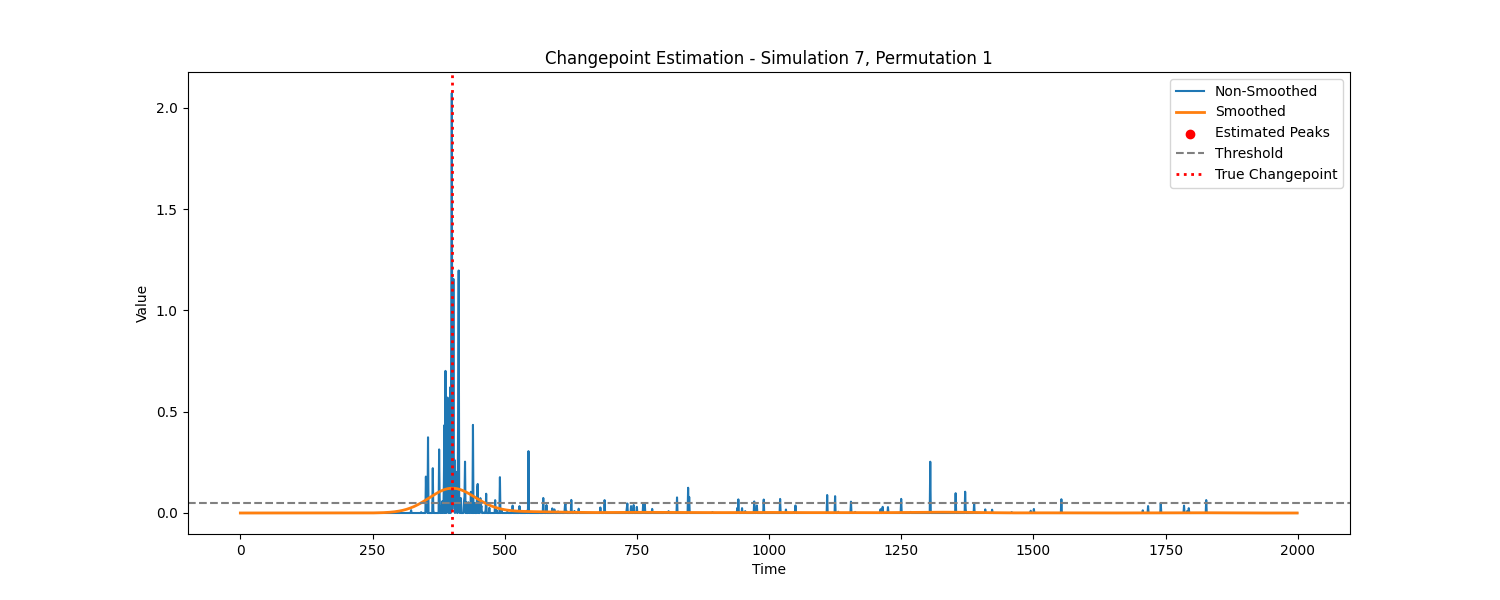 Changepoint Estimation - Simulation 7, Permutation 1
Non-Smoothed
Smoothed
Estimated Peaks
Threshold
True Changepoint
Value
2.0
1.5
1.0
0.5
0.0
0 250 500 750 1000 1250 1500 1750 2000
Time